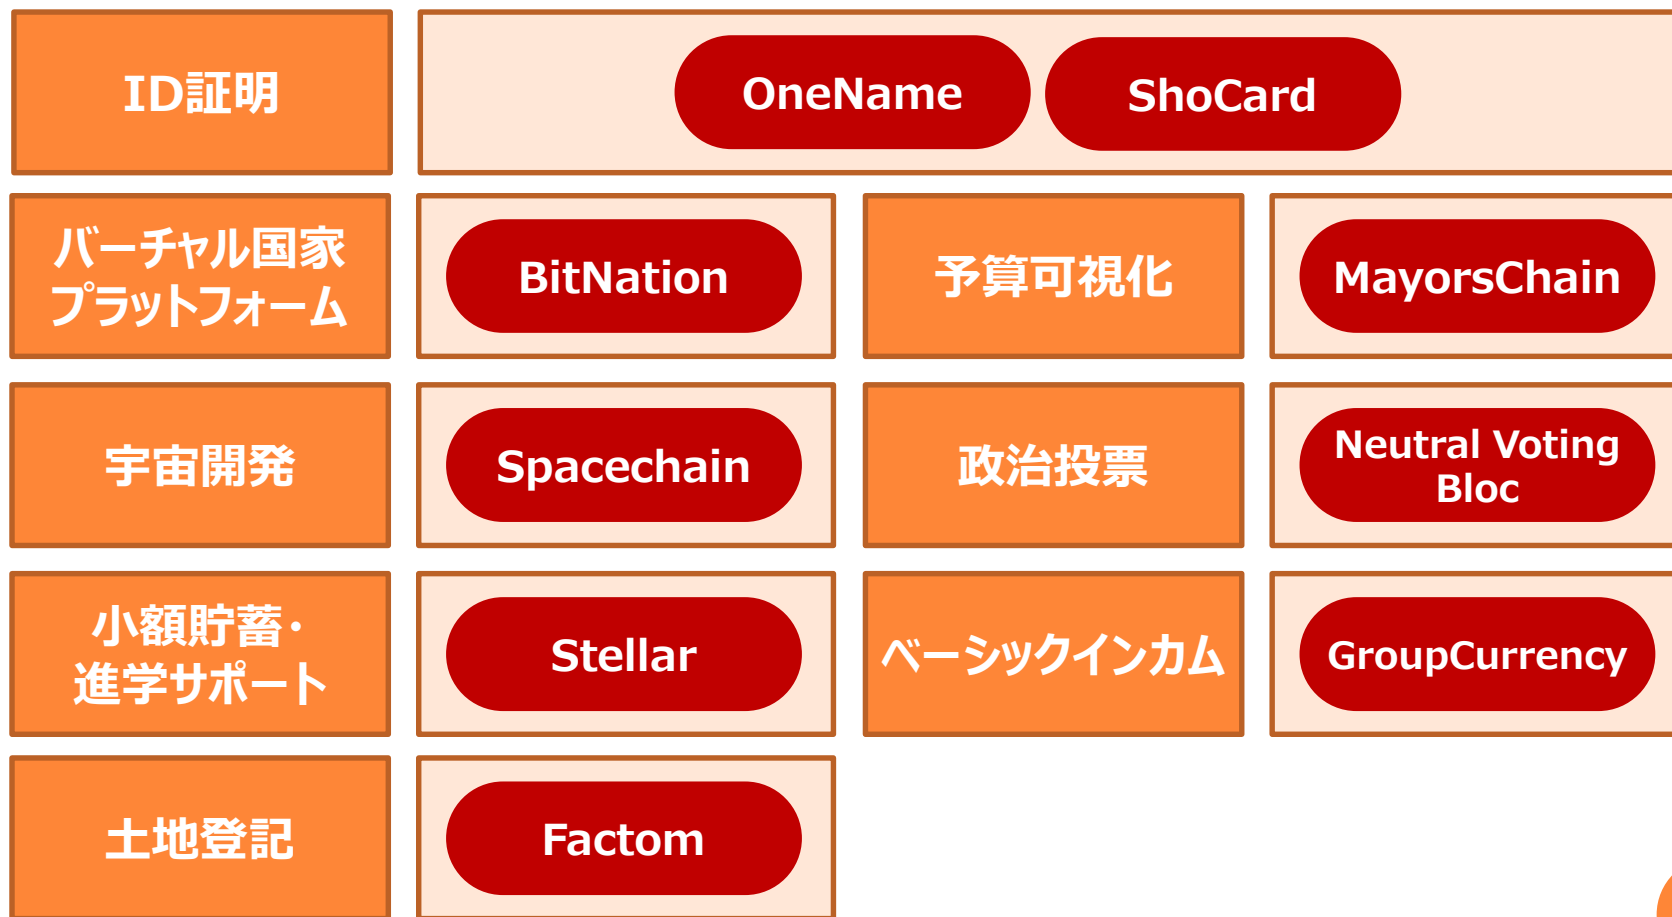 ID証明
OneName
ShoCard
バーチャル国家
プラットフォーム
BitNation
予算可視化
MayorsChain
宇宙開発
Spacechain
政治投票
Neutral Voting
Bloc
小額貯蓄・
進学サポート
Stellar
ベーシックインカム
GroupCurrency
土地登記
Factom